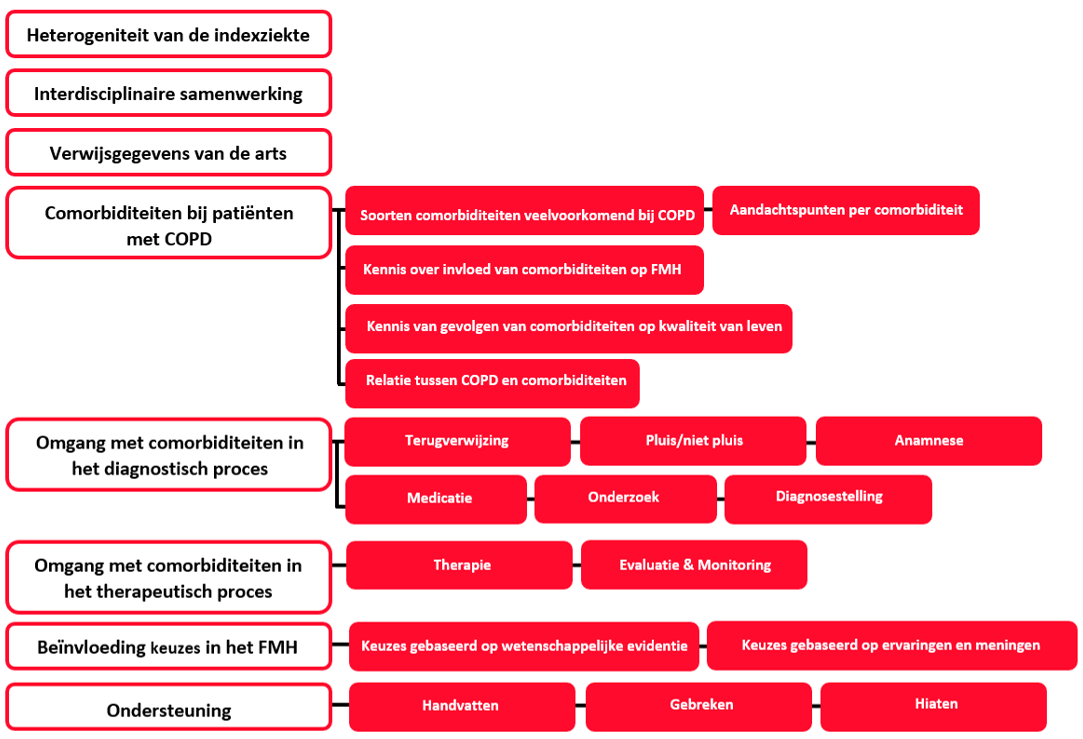 Heterogeniteit van de indexziekte
Interdisciplinaire samenwerking
Verwijsgegevens van de arts
Comorbiditeiten bij patiënten
met COPD
Soorten comorbiditeiten veelvoorkomend bij COPD
Aandachtspunten per comorbiditeit
Kennis over invloed van comorbiditeiten op FMH
Kennis van gevolgen van comorbiditeiten op kwaliteit van leven
Relatie tussen COPD en comorbiditeiten
Omgang met comorbiditeiten in
het diagnostisch proces
Terugverwijzing
Pluis/niet pluis
Anamnese
Medicatie
Onderzoek
Diagnosestelling
Omgang met comorbiditeiten in
het therapeutisch proces
Therapie
Evaluatie & Monitoring
Beïnvloeding keuzes in het FMH
Keuzes gebaseerd op wetenschappelijke evidentie
Keuzes gebaseerd op ervaringen en meningen
Ondersteuning
Handvatten
Gebreken
Hiaten